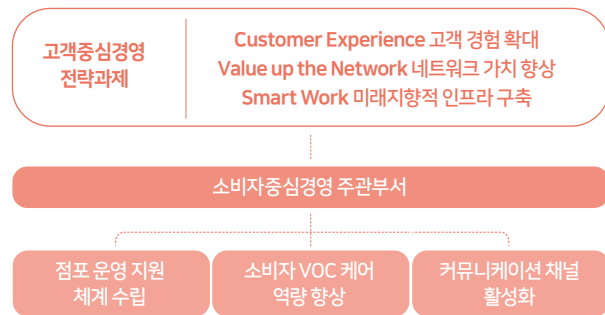 고객중심경영
전략과제
Customer Experience 고객 경험 확대
Value up the Network 네트워크 가치 향상
Smart Work 미래지향적 인프라 구축
소비자중심경영 주관부서
점포 운영 지원
체계 수립
소비자 VOC 케어
역량 향상
커뮤니케이션 채널
활성화